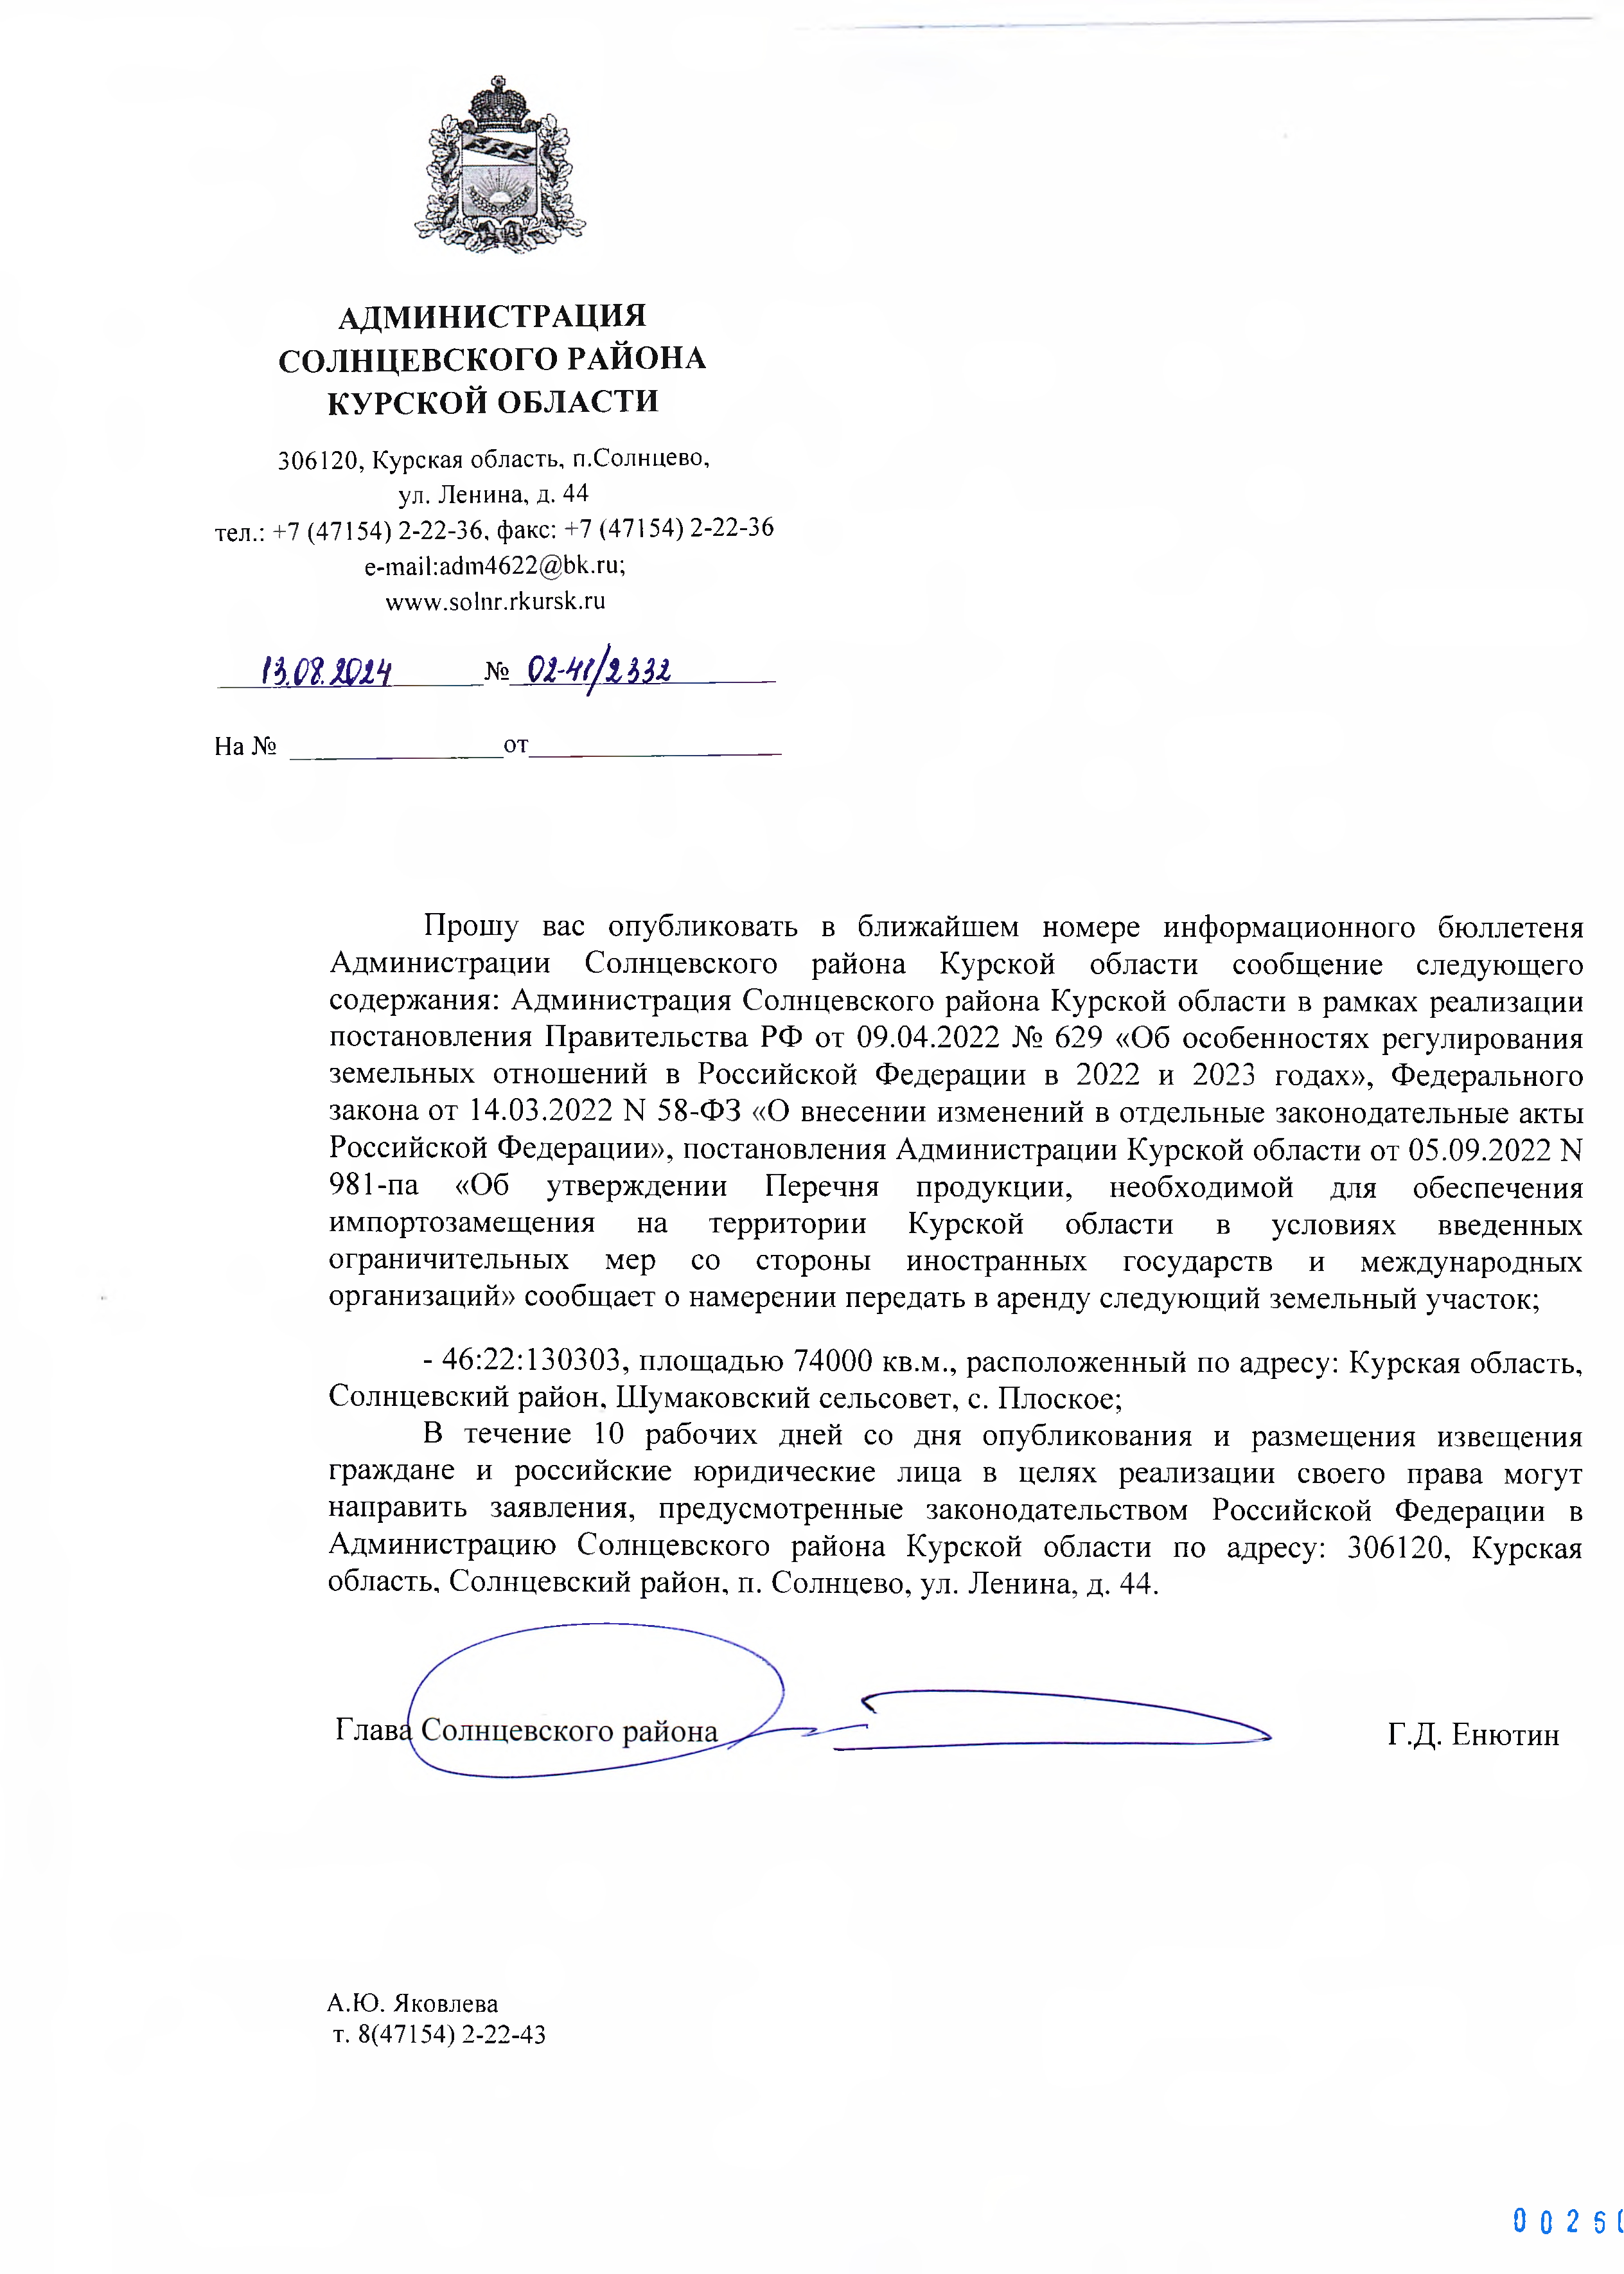 АДМИНИСТРАЦИЯ
СОЛНЦЕВСКОГО РАЙОНА
КУРСКОЙ ОБЛАСТИ
306120, Курская область, п.Солнцево,
ул. Ленина, д. 44
тел.: +7 (47154) 2-22-36, факс: +7 (47154) 2-22-36
e-mail:adm4622@bk.ru;
www.solnr.rkursk.ru
13.08.2024 № 02-41/2332
На № от
Прошу вас опубликовать в ближайшем номере информационного бюллетеня
Администрации Солнцевского района Курской области сообщение следующего
содержания: Администрация Солнцевского района Курской области в рамках реализации
постановления Правительства РФ от 09.04.2022 № 629 «Об особенностях регулирования
земельных отношений в Российской Федерации в 2022 и 2023 годах», Федерального
закона от 14.03.2022 N 58-ФЗ «О внесении изменений в отдельные законодательные акты
Российской Федерации», постановления Администрации Курской области от 05.09.2022 N
981-па «Об утверждении Перечня продукции, необходимой для обеспечения
импортозамещения на территории Курской области в условиях введенных
ограничительных мер со стороны иностранных государств и международных
организаций» сообщает о намерении передать в аренду следующий земельный участок;
- 46:22:130303, площадью 74000 кв.м., расположенный по адресу: Курская область,
Солнцевский район, Шумаковский сельсовет, с. Плоское;
В течение 10 рабочих дней со дня опубликования и размещения извещения
граждане и российские юридические лица в целях реализации своего права могут
направить заявления, предусмотренные законодательством Российской Федерации в
Администрацию Солнцевского района Курской области по адресу: 306120, Курская
область, Солнцевский район, п. Солнцево, ул. Ленина, д. 44.
Глава Солнцевского района Г.Д. Енютин
А.Ю. Яковлева
т. 8(47154) 2-22-43